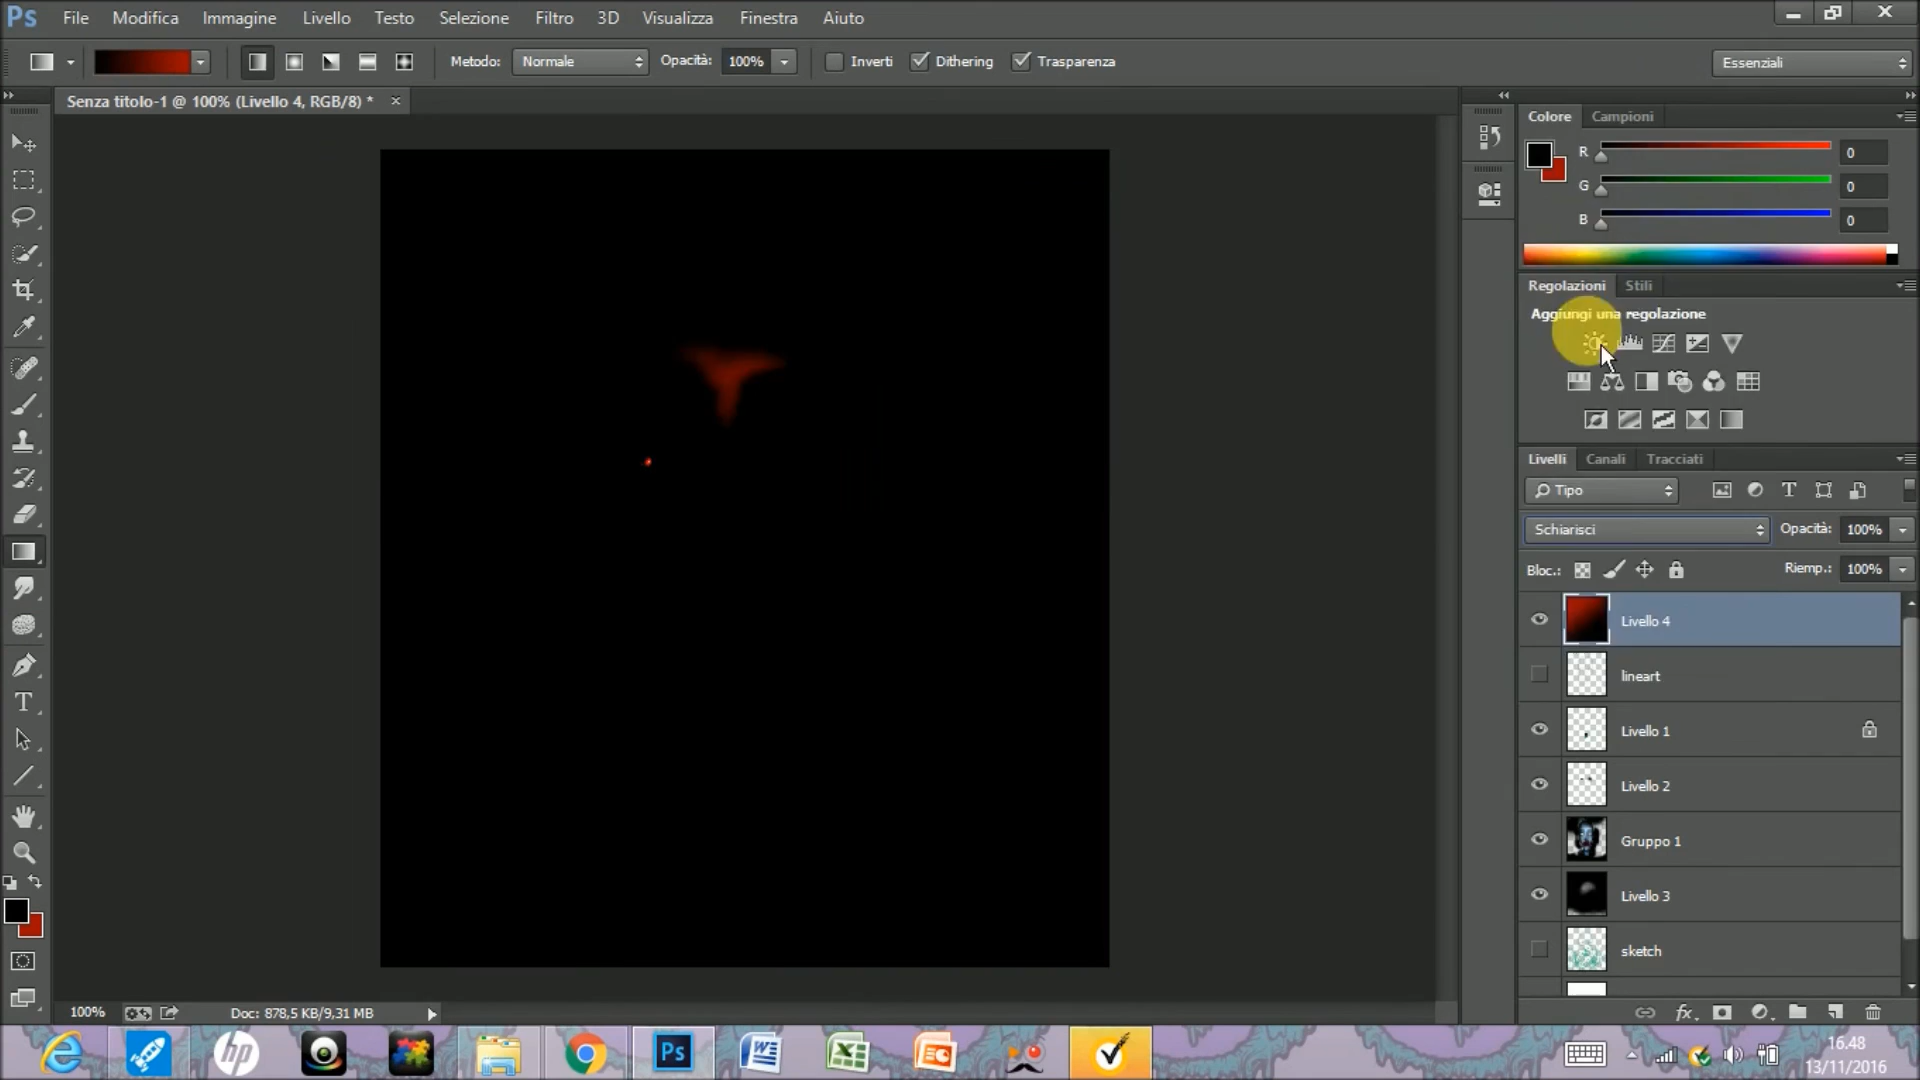 Ps File Modifica Immagine Livello Testo Selezione Filtro 3D Visualizza Finestra Aiuto
Metodo: Normale Opacità: 100% Inverti Dithering Trasparenza Essenziali
Senza titolo-1 @ 100% (Livello 4, RGB/8) *
Colore Campioni
R 0
G 0
B 0
Regolazioni Stili
Aggiungi una regolazione
Livelli Canali Tracciati
Tipo
Schiarisci Opacità: 100%
Bloc.: Riemp.: 100%
Livello 4
lineart
Livello 1
Livello 2
Gruppo 1
Livello 3
sketch
100% Doc: 878,5 KB/9,31 MB
hp Ps
16.48
13/11/2016